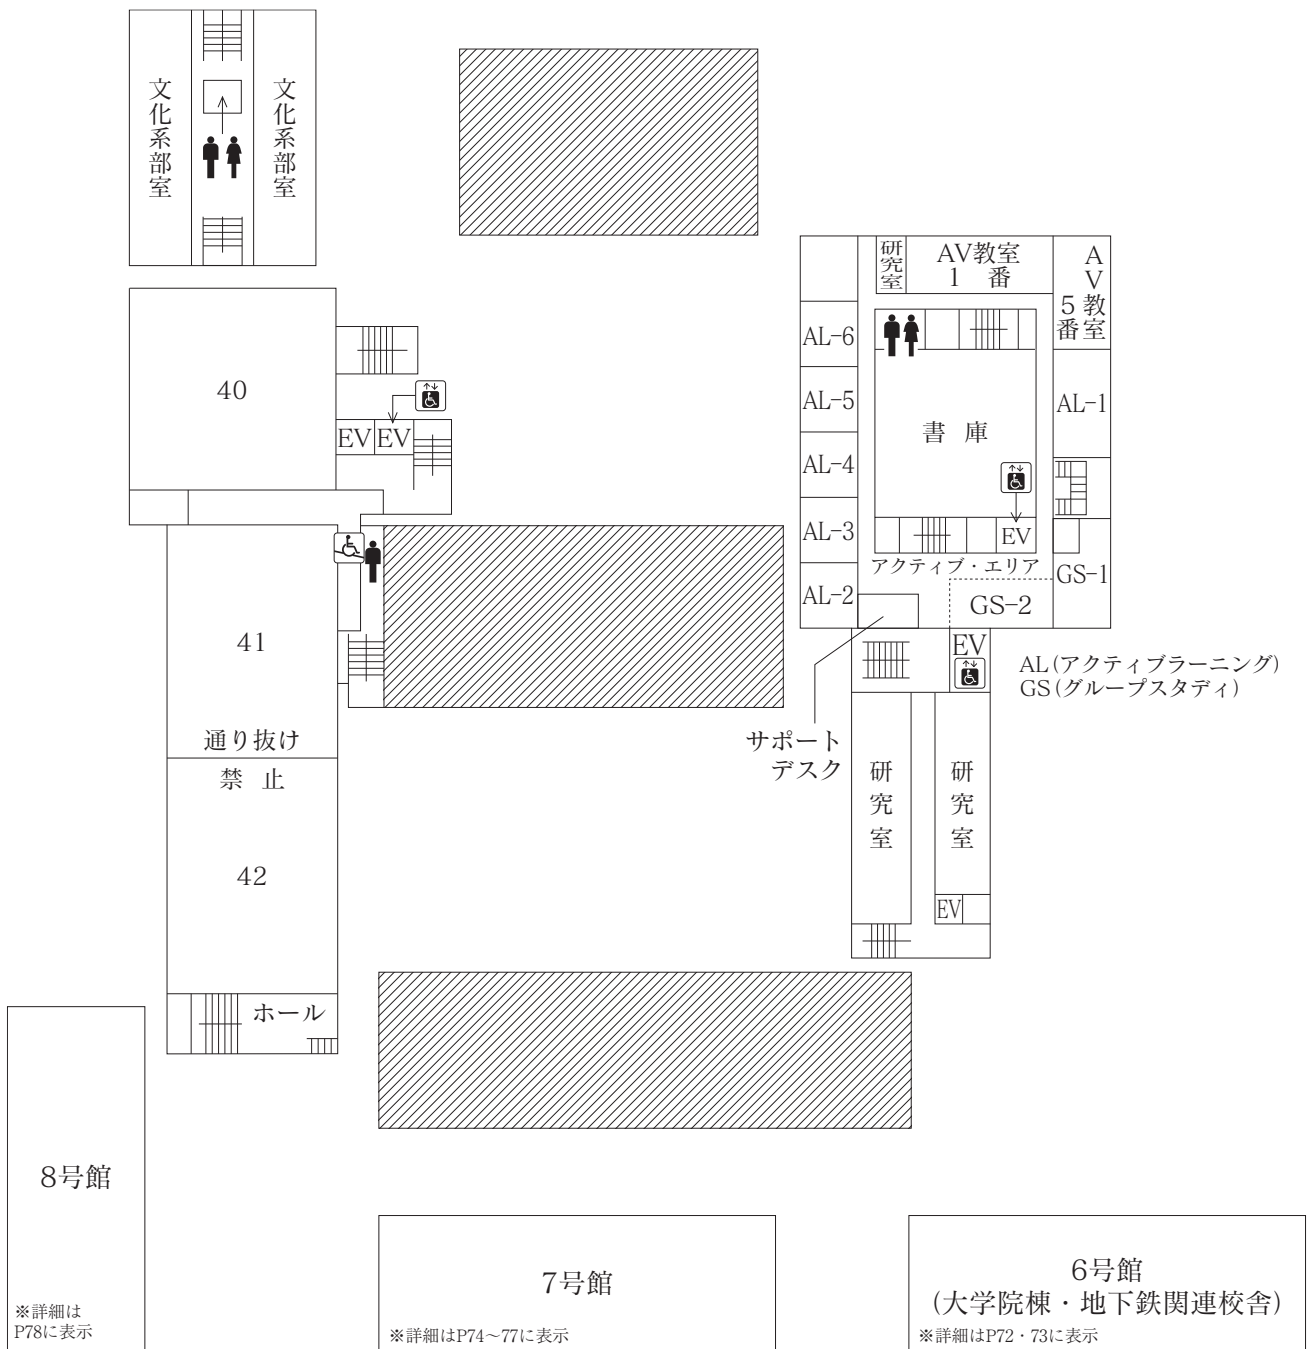 文化系部室
文化系部室
研究室
AV教室
1 番
AV教室
5番
AL-6
AL-5
AL-4
AL-3
AL-2
AL-1
書 庫
EV
アクティブ・エリア
GS-1
GS-2
EV
AL(アクティブラーニング)
GS(グループスタディ)
サポート
デスク
研究室
研究室
EV
40
EV
EV
41
通り抜け
禁 止
42
ホール
8号館
※詳細は
P78に表示
7号館
※詳細はP74~77に表示
6号館
(大学院棟・地下鉄関連校舎)
※詳細はP72・73に表示